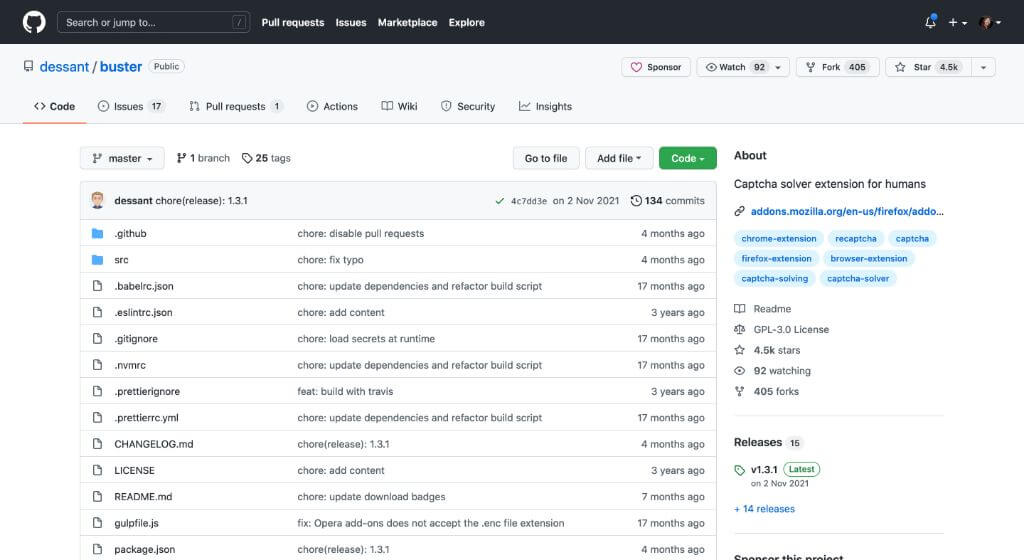 Search or jump to... / Pull requests Issues Marketplace Explore
dessant / buster Public Sponsor Watch 92 Fork 405 Star 4.5k
Code Issues 17 Pull requests 1 Actions Wiki Security Insights
master 1 branch 25 tags Go to file Add file Code
dessant chore(release): 1.3.1 4c7dd3e on 2 Nov 2021 134 commits
.github chore: disable pull requests 4 months ago
src chore: fix typo 4 months ago
.babelrc.json chore: update dependencies and refactor build script 17 months ago
.eslintrc.json chore: add content 3 years ago
.gitignore chore: load secrets at runtime 17 months ago
.nvmrc chore: update dependencies and refactor build script 17 months ago
.prettierignore feat: build with travis 3 years ago
.prettierrc.yml chore: update dependencies and refactor build script 17 months ago
CHANGELOG.md chore(release): 1.3.1 4 months ago
LICENSE chore: add content 3 years ago
README.md chore: update download badges 7 months ago
gulpfile.js fix: Opera add-ons does not accept the .enc file extension 17 months ago
package.json chore(release): 1.3.1 4 months ago
About
Captcha solver extension for humans
addons.mozilla.org/en-us/firefox/addo...
chrome-extension recaptcha captcha
firefox-extension browser-extension
captcha-solving captcha-solver
Readme
GPL-3.0 License
4.5k stars
92 watching
405 forks
Releases 15
v1.3.1 Latest
on 2 Nov 2021
+ 14 releases
Sponsor this project